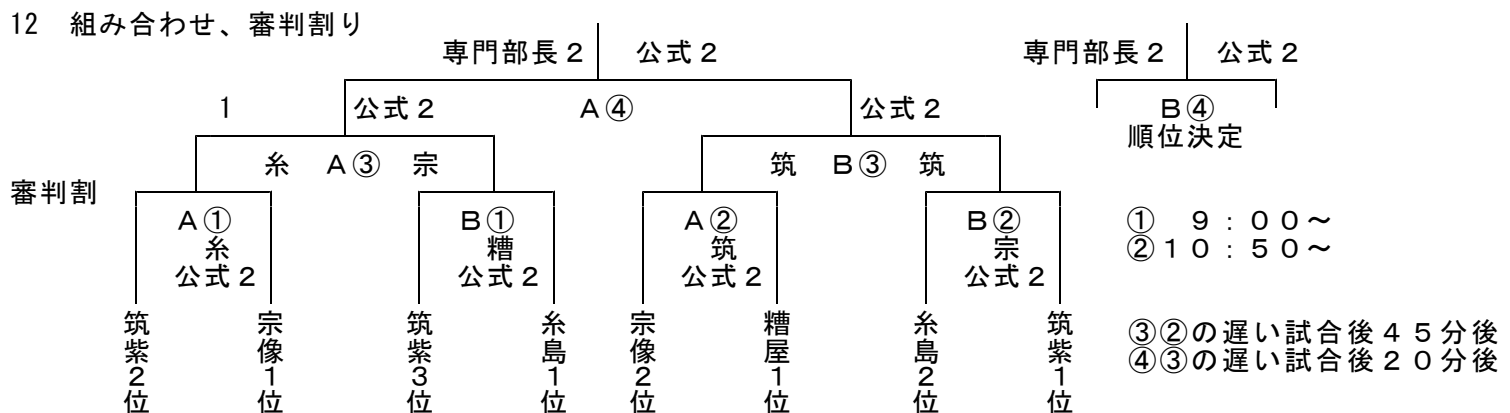 12　組み合わせ、審判割り
専門部長２　公式２
専門部長２　公式２
1　公式２　Ａ④　公式２
Ｂ④
順位決定
糸　Ａ③　宗
筑　Ｂ③　筑
審判割
Ａ①
糸
公式２
Ｂ①
糟
公式２
Ａ②
筑
公式２
Ｂ②
宗
公式２
①　９：００～
②１０：５０～
筑紫２位
宗像１位
筑紫３位
糸島１位
宗像２位
糟屋１位
糸島２位
筑紫１位
③②の遅い試合後４５分後
④③の遅い試合後２０分後